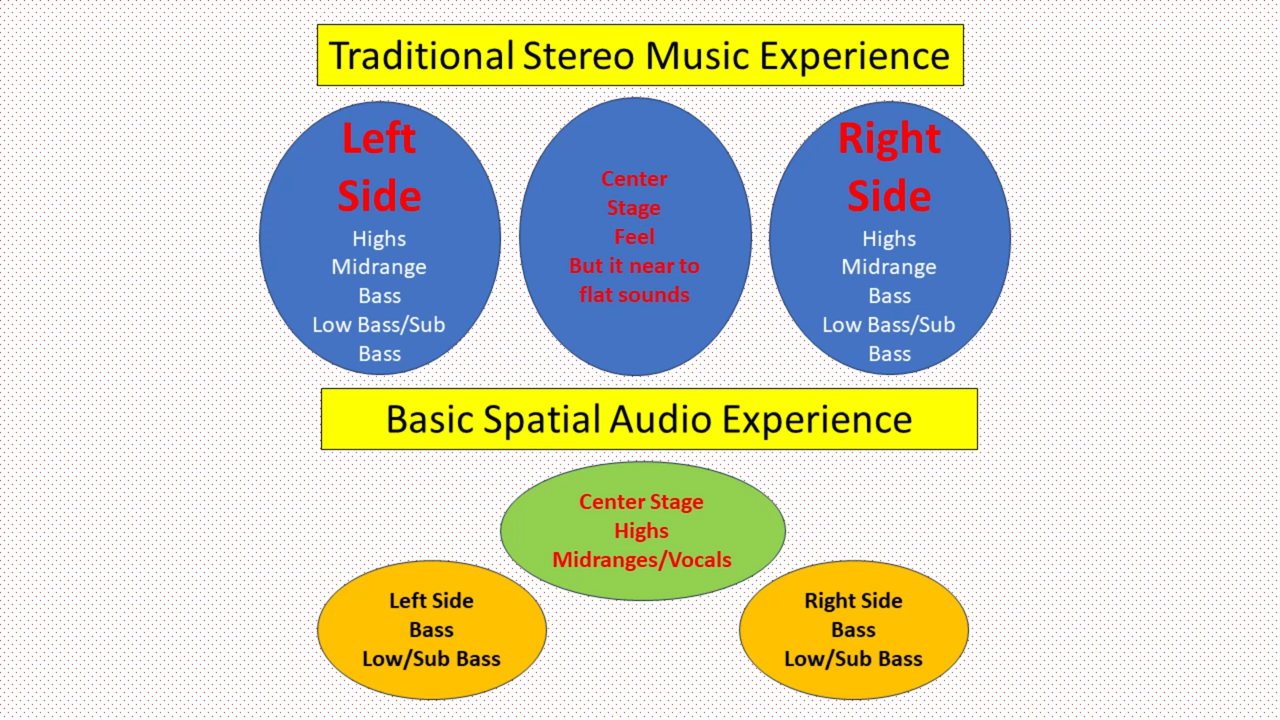 Traditional Stereo Music Experience
Left
Side
Highs
Midrange
Bass
Low Bass/Sub
Bass
Center
Stage
Feel
But it near to
flat sounds
Right
Side
Highs
Midrange
Bass
Low Bass/Sub
Bass
Basic Spatial Audio Experience
Center Stage
Highs
Midranges/Vocals
Left Side
Bass
Low/Sub Bass
Right Side
Bass
Low/Sub Bass